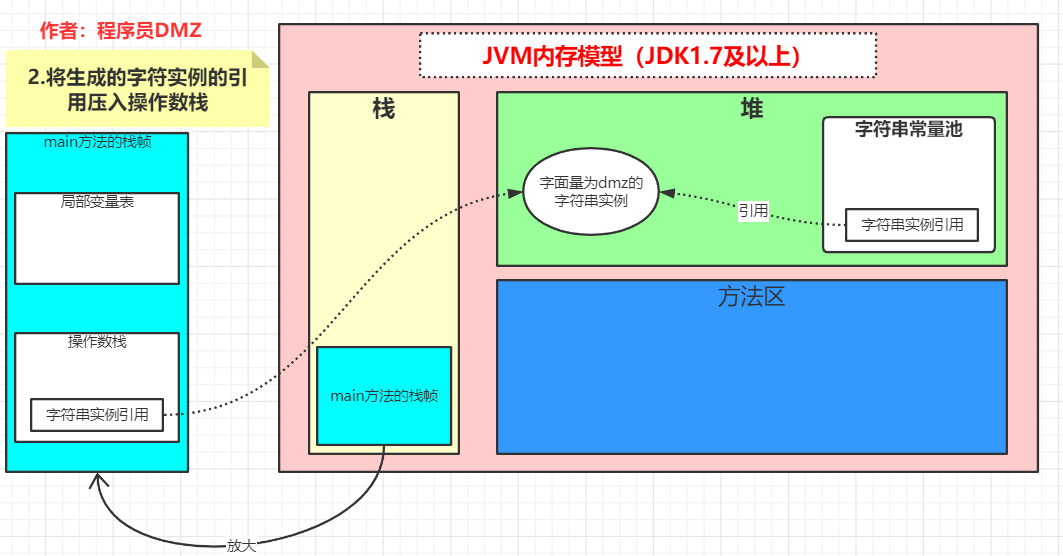 作者：程序员DMZ
2.将生成的字符实例的引
用压入操作数栈
main方法的栈帧
局部变量表
操作数栈
字符串实例引用
JVM内存模型（JDK1.7及以上）
栈
main方法的栈帧
堆
字面量为dmz的
字符串实例
引用
字符串常量池
字符串实例引用
方法区
放大